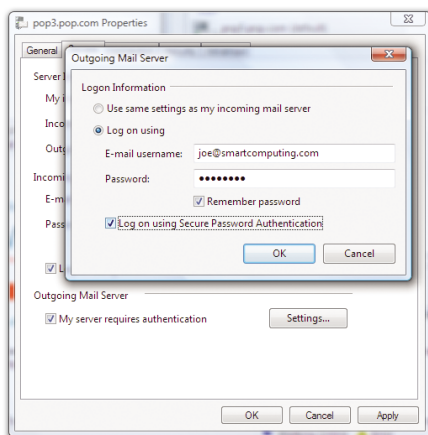 pop3.pop.com Properties
General
Outgoing Mail Server
Server I
Logon Information
My i
Use same settings as my incoming mail server
Inco
Log on using
Outg
E-mail username: joe@smartcomputing.com
Incomi
Password: ••••••••
E-m
Remember password
Pass
Log on using Secure Password Authentication
OK Cancel
L
Outgoing Mail Server
My server requires authentication Settings...
OK Cancel Apply